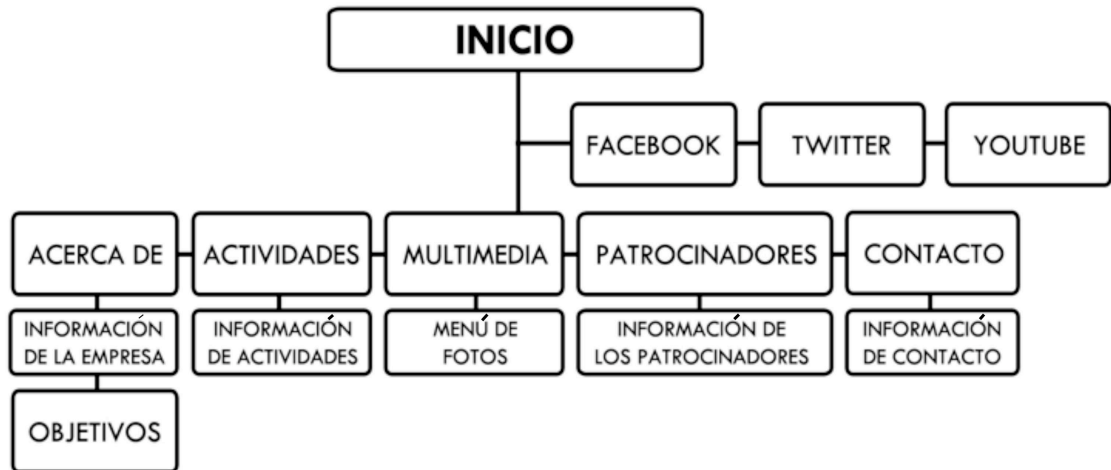 INICIO
FACEBOOK
TWITTER
YOUTUBE
ACERCA DE
ACTIVIDADES
MULTIMEDIA
PATROCINADORES
CONTACTO
INFORMACIÓN
DE LA EMPRESA
INFORMACIÓN
DE ACTIVIDADES
MENÚ DE
FOTOS
INFORMACIÓN DE
LOS PATROCINADORES
INFORMACIÓN
DE CONTACTO
OBJETIVOS